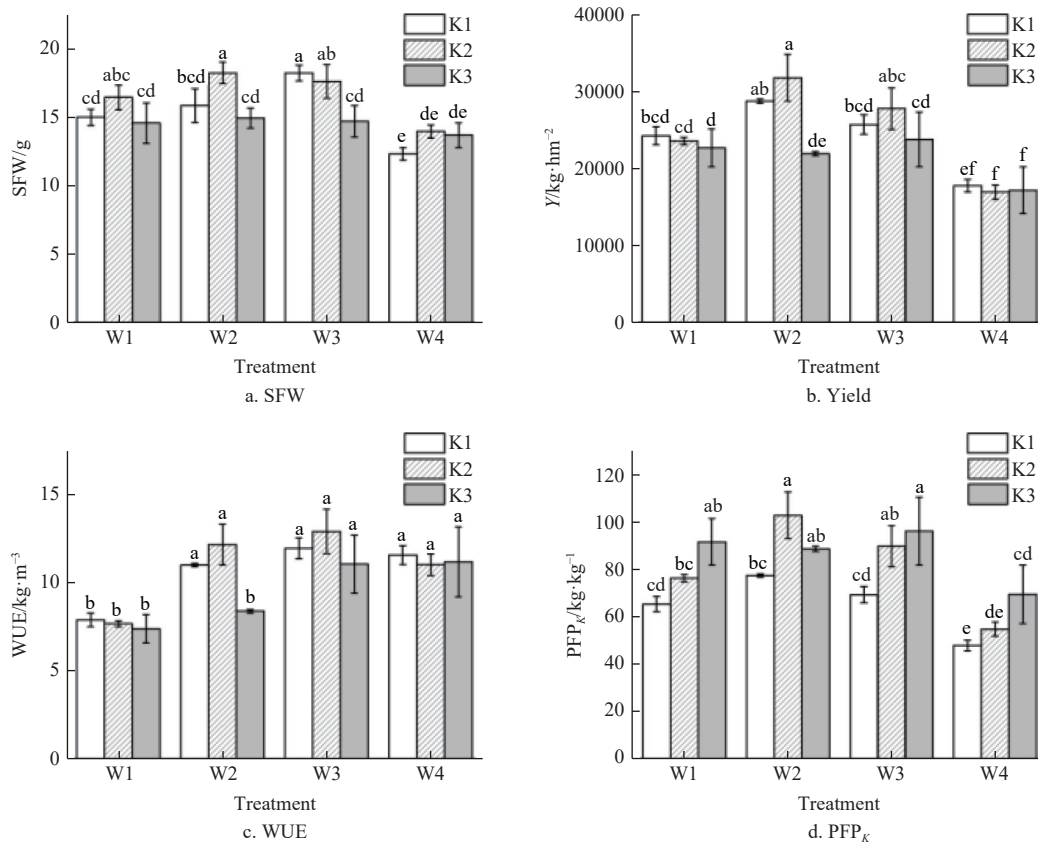 K1
K2
K3
SFW/g
20
15
10
5
0
cd abc cd
bcd a cd
a ab cd
e de de
W1 W2 W3 W4
Treatment
a. SFW
K1
K2
K3
Y/kg·hm⁻²
40000
30000
20000
10000
0
bcd cd d
ab a de
bcd abc cd
ef f f
W1 W2 W3 W4
Treatment
b. Yield
K1
K2
K3
WUE/kg·m⁻³
15
10
5
0
b b b
a a b
a a a
a a a
W1 W2 W3 W4
Treatment
c. WUE
K1
K2
K3
PFP_K/kg·kg⁻¹
120
100
80
60
40
20
0
cd bc ab
bc a ab
cd ab a
e de cd
W1 W2 W3 W4
Treatment
d. PFP_K